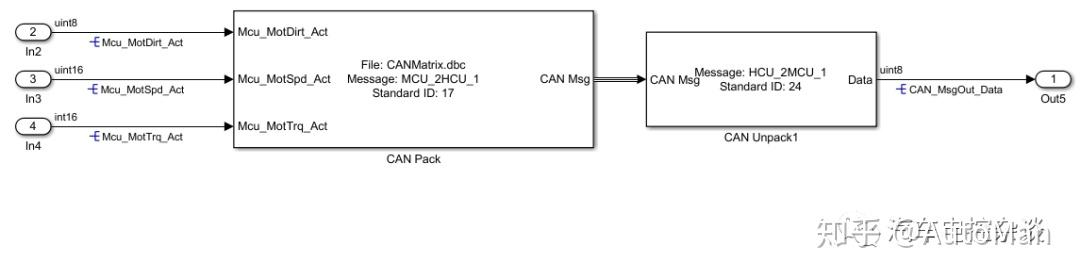 2
In2
uint8
Mcu_MotDirt_Act
3
In3
uint16
Mcu_MotSpd_Act
4
In4
int16
Mcu_MotTrq_Act
Mcu_MotDirt_Act
Mcu_MotSpd_Act
Mcu_MotTrq_Act
File: CANMatrix.dbc
Message: MCU_2HCU_1
Standard ID: 17
CAN Msg
CAN Pack
CAN Msg
Message: HCU_2MCU_1
Standard ID: 24
Data
CAN Unpack1
uint8
CAN_MsgOut_Data
1
Out5
知乎 @AutoMan